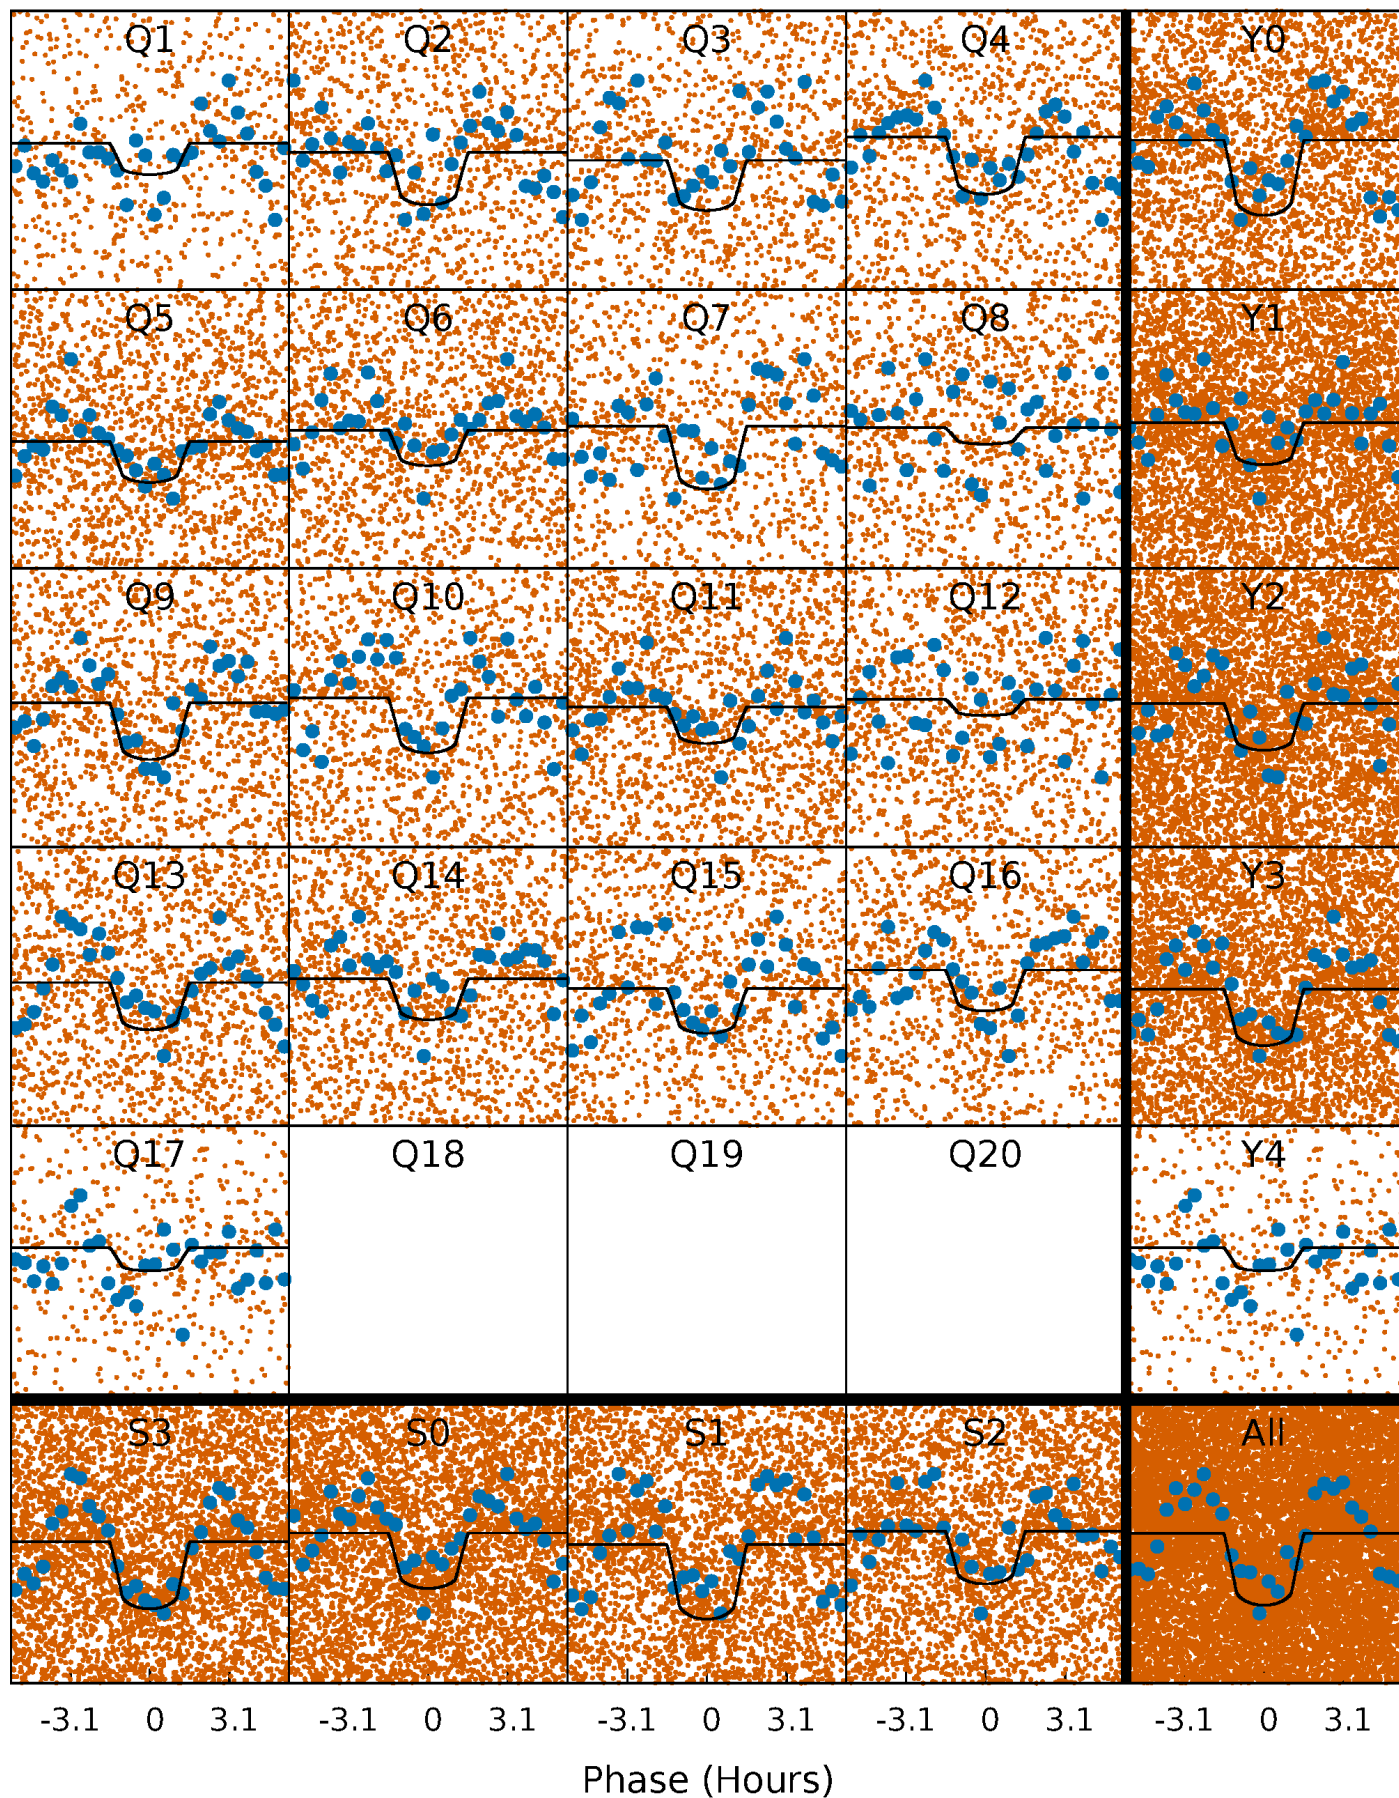 Q1 Q2 Q3 Q4 Y0
Q5 Q6 Q7 Q8 Y1
Q9 Q10 Q11 Q12 Y2
Q13 Q14 Q15 Q16 Y3
Q17 Q18 Q19 Q20 Y4
S3 S0 S1 S2 All
-3.1 0 3.1 -3.1 0 3.1 -3.1 0 3.1 -3.1 0 3.1 -3.1 0 3.1
Phase (Hours)